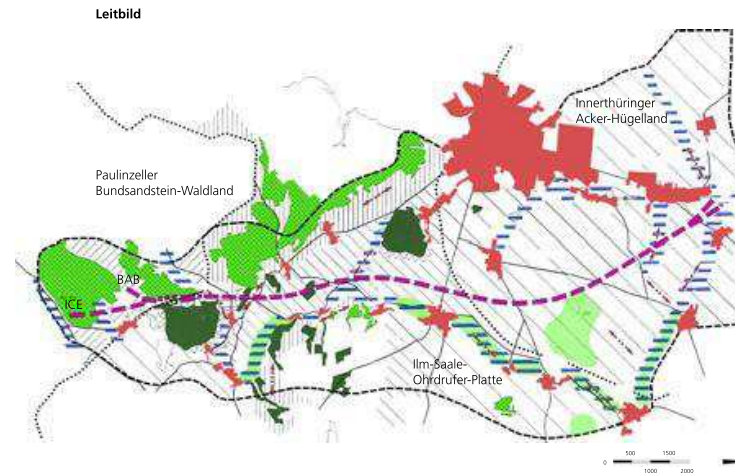 Leitbild
Innerthüringer
Acker-Hügelland
Paulinzeller
Bundsandstein-Waldland
BAB
ICE
Ilm-Saale-
Ohrdrufer-Platte
500 1500
0
1000 2000